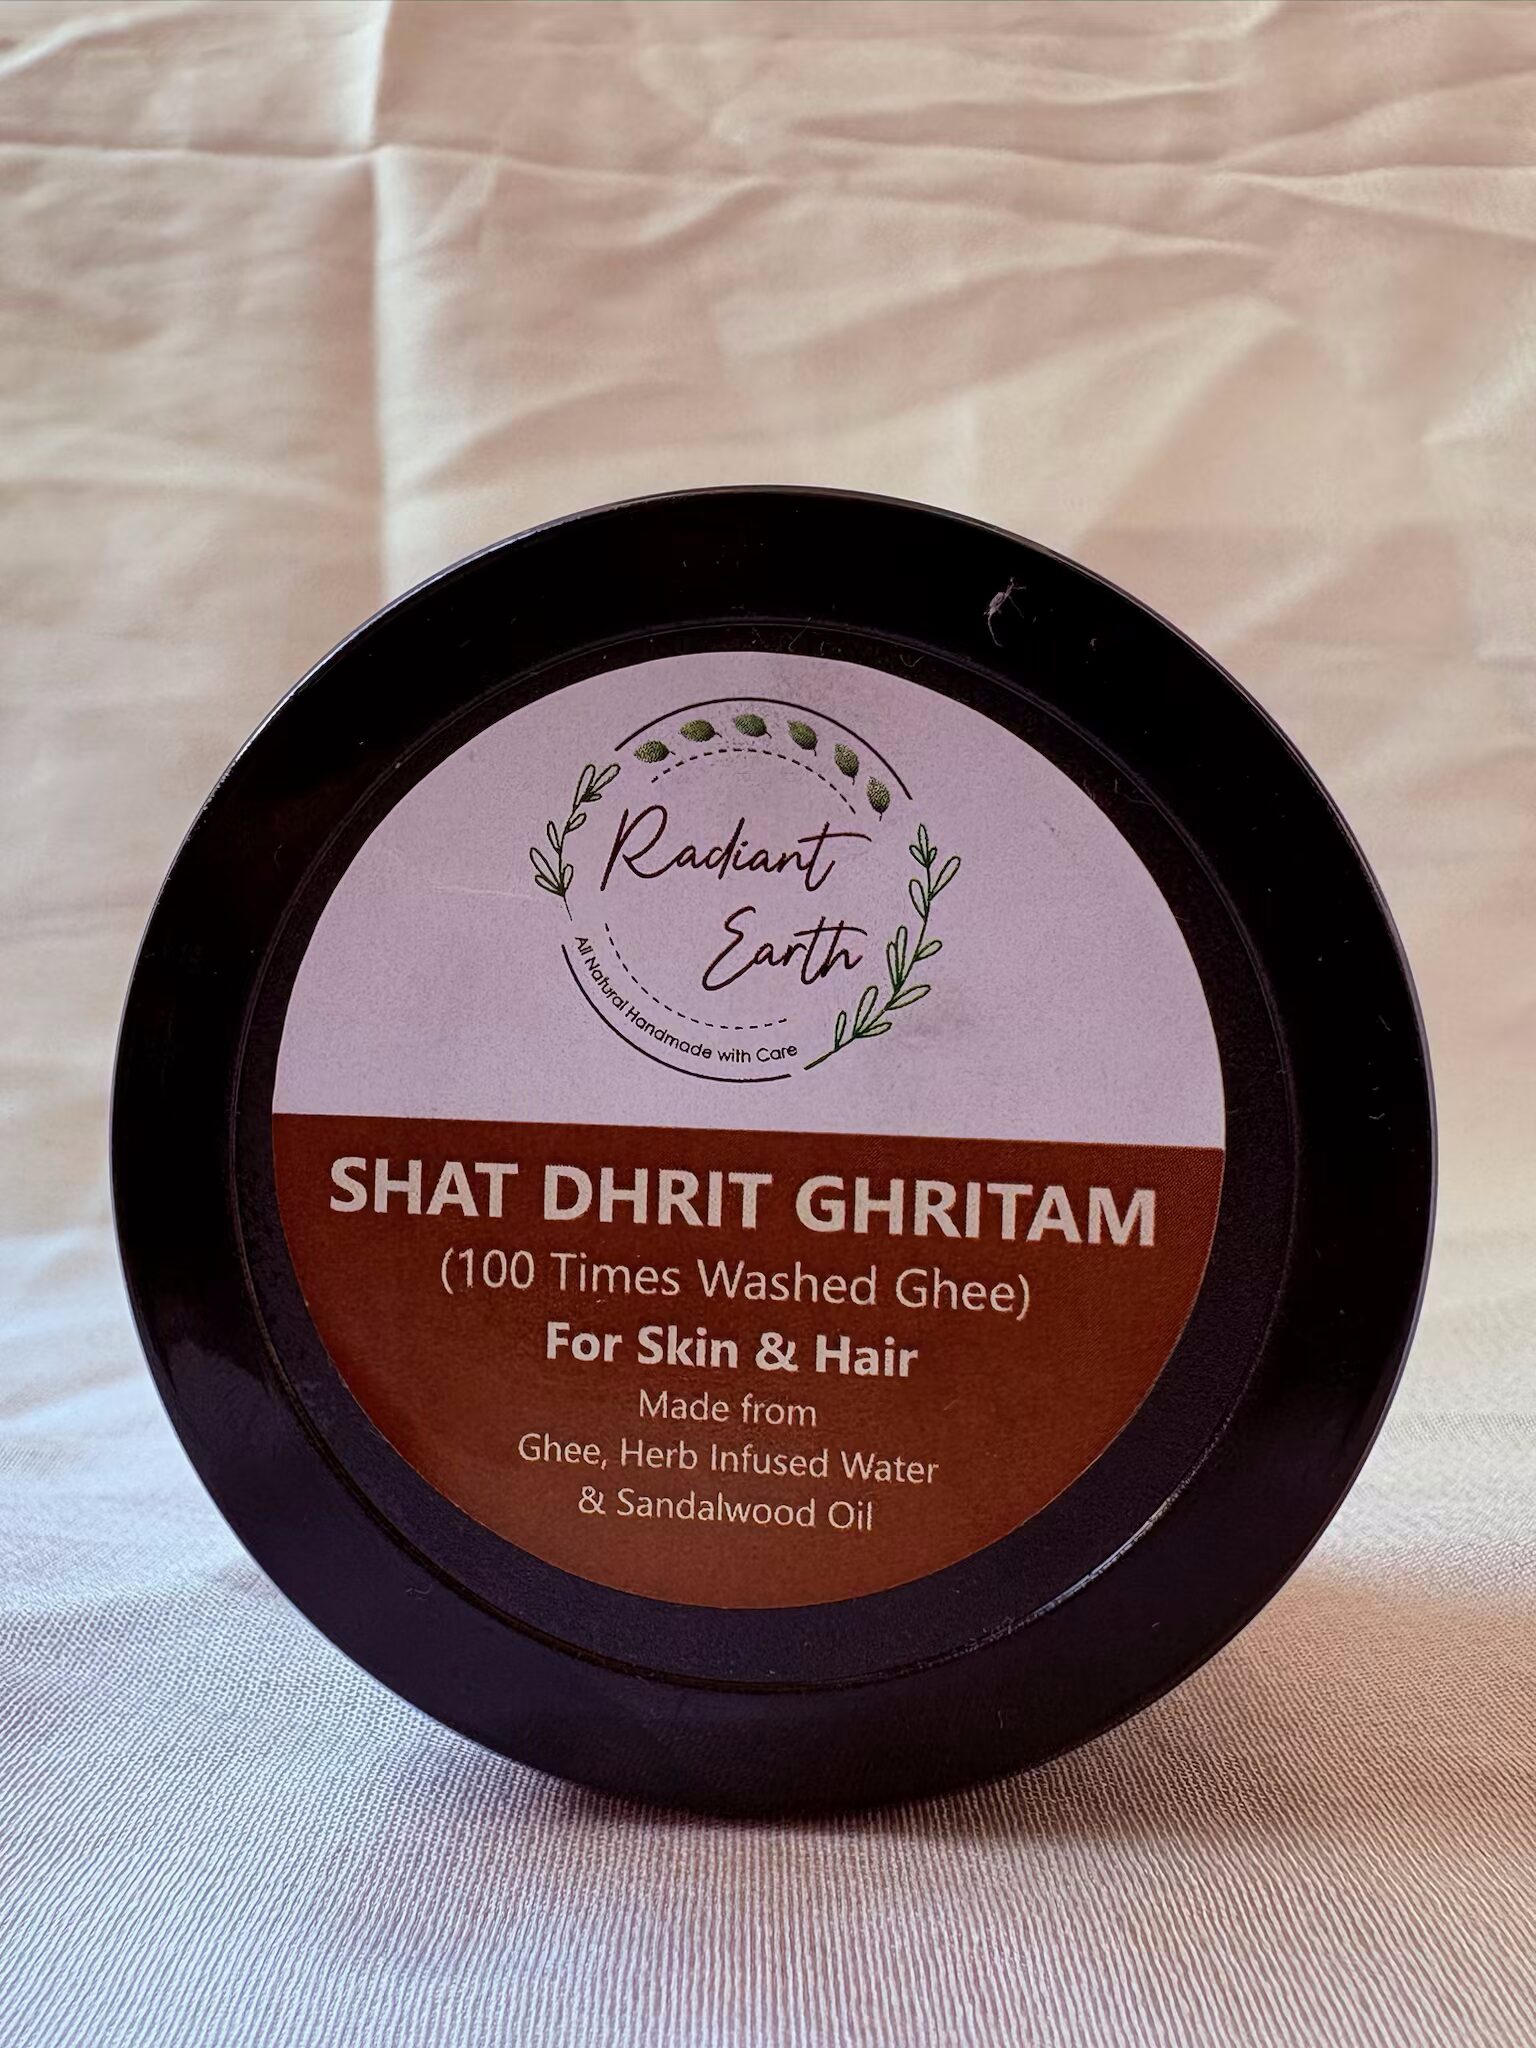 Radiant
Earth
All Natural Handmade with Care
SHAT DHRIT GHRITAM
(100 Times Washed Ghee)
For Skin & Hair
Made from
Ghee, Herb Infused Water
& Sandalwood Oil